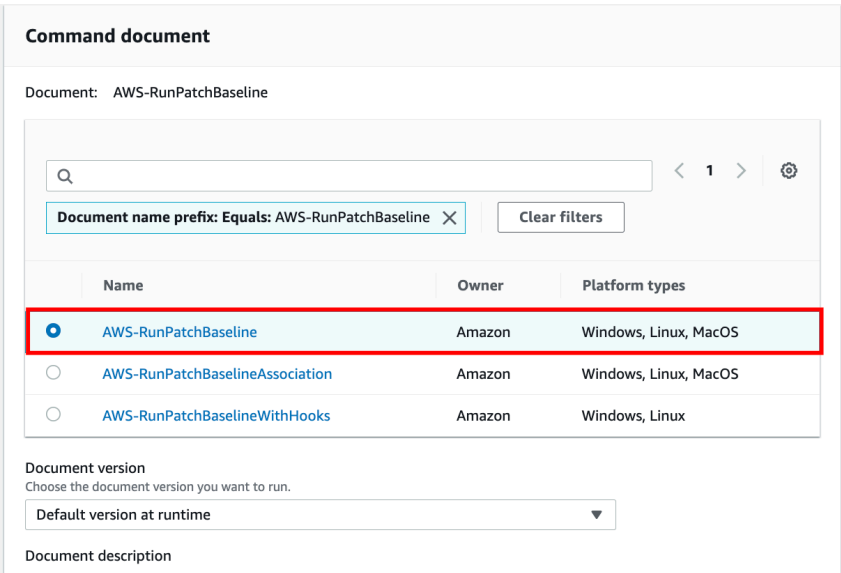 Command document
Document: AWS-RunPatchBaseline
1
Document name prefix: Equals: AWS-RunPatchBaseline
Clear filters
Name Owner Platform types
AWS-RunPatchBaseline Amazon Windows, Linux, MacOS
AWS-RunPatchBaselineAssociation Amazon Windows, Linux, MacOS
AWS-RunPatchBaselineWithHooks Amazon Windows, Linux
Document version
Choose the document version you want to run.
Default version at runtime
Document description